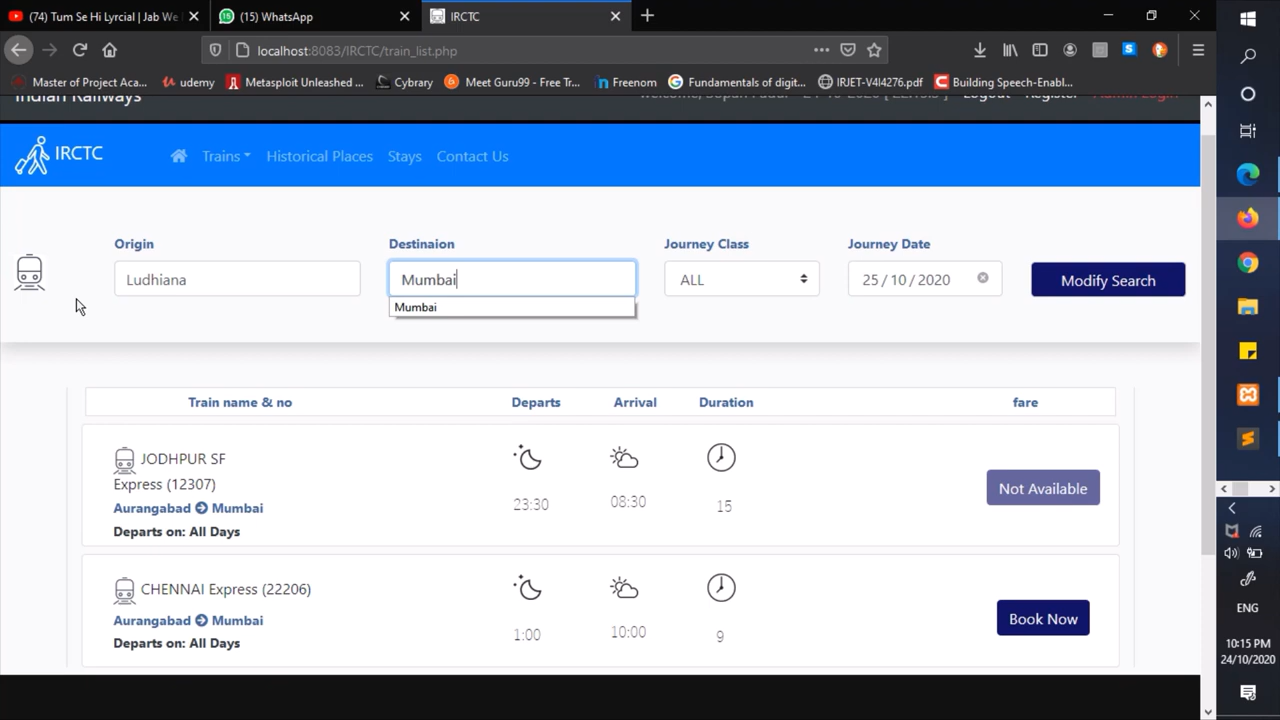 (74) Tum Se Hi Lyrcial | Jab We
(15) WhatsApp
IRCTC
localhost:8083/IRCTC/train_list.php
Master of Project Aca...
udemy
Metasploit Unleashed ...
Cybrary
Meet Guru99 - Free Tr...
Freenom
Fundamentals of digit...
IRJET-V4I4276.pdf
Building Speech-Enabl...
Indian Railways
Logout
Register
Admin Login
IRCTC
Trains
Historical Places
Stays
Contact Us
Origin
Destinaion
Journey Class
Journey Date
Ludhiana
Mumbai
ALL
25 / 10 / 2020
Modify Search
Mumbai
Train name & no
Departs
Arrival
Duration
fare
JODHPUR SF
Express (12307)
Aurangabad Mumbai
Departs on: All Days
23:30
08:30
15
Not Available
CHENNAI Express (22206)
Aurangabad Mumbai
Departs on: All Days
1:00
10:00
9
Book Now
ENG
10:15 PM
24/10/2020